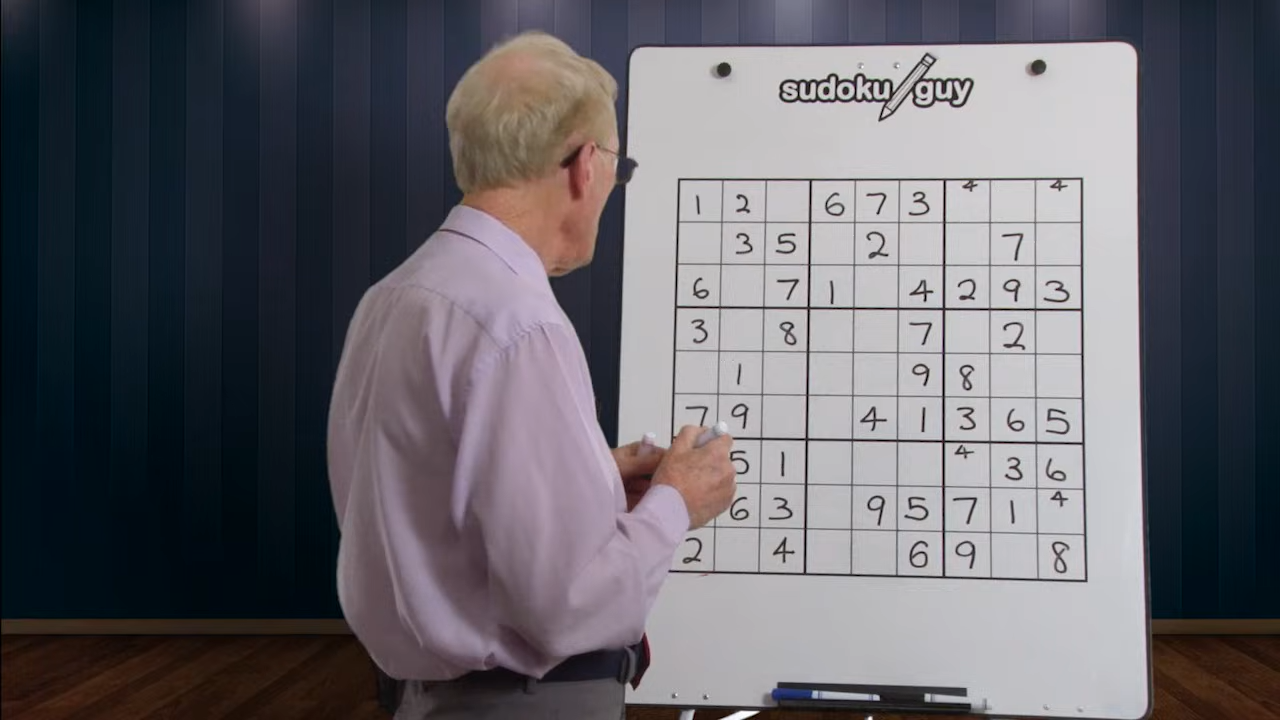 sudoku guy
4 4
1 2 6 7 3
3 5 2 7
6 7 1 4 2 9 3
3 8 7 2
1 9 8
7 9 4 1 3 6 5
4
5 1 3 6
4
6 3 9 5 7 1
2 4 6 9 8